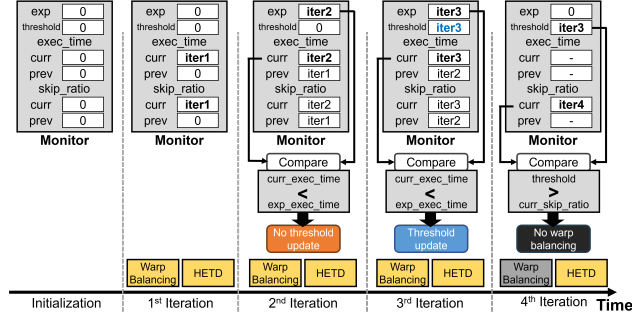 exp 0
threshold 0
exec_time
curr 0
prev 0
skip_ratio
curr 0
prev 0
Monitor
Initialization
exp 0
threshold 0
exec_time
curr iter1
prev 0
skip_ratio
curr iter1
prev 0
Monitor
Warp Balancing
HETD
1st Iteration
exp iter2
threshold 0
exec_time
curr iter2
prev iter1
skip_ratio
curr iter2
prev iter1
Monitor
Compare
curr_exec_time
<
exp_exec_time
No threshold
update
Warp Balancing
HETD
2nd Iteration
exp iter3
threshold iter3
exec_time
curr iter3
prev iter2
skip_ratio
curr iter3
prev iter2
Monitor
Compare
curr_exec_time
<
exp_exec_time
Threshold
update
Warp Balancing
HETD
3rd Iteration
exp 0
threshold iter3
exec_time
curr -
prev -
skip_ratio
curr iter4
prev -
Monitor
Compare
threshold
>
curr_skip_ratio
No warp
balancing
Warp Balancing
HETD
4th Iteration
Time